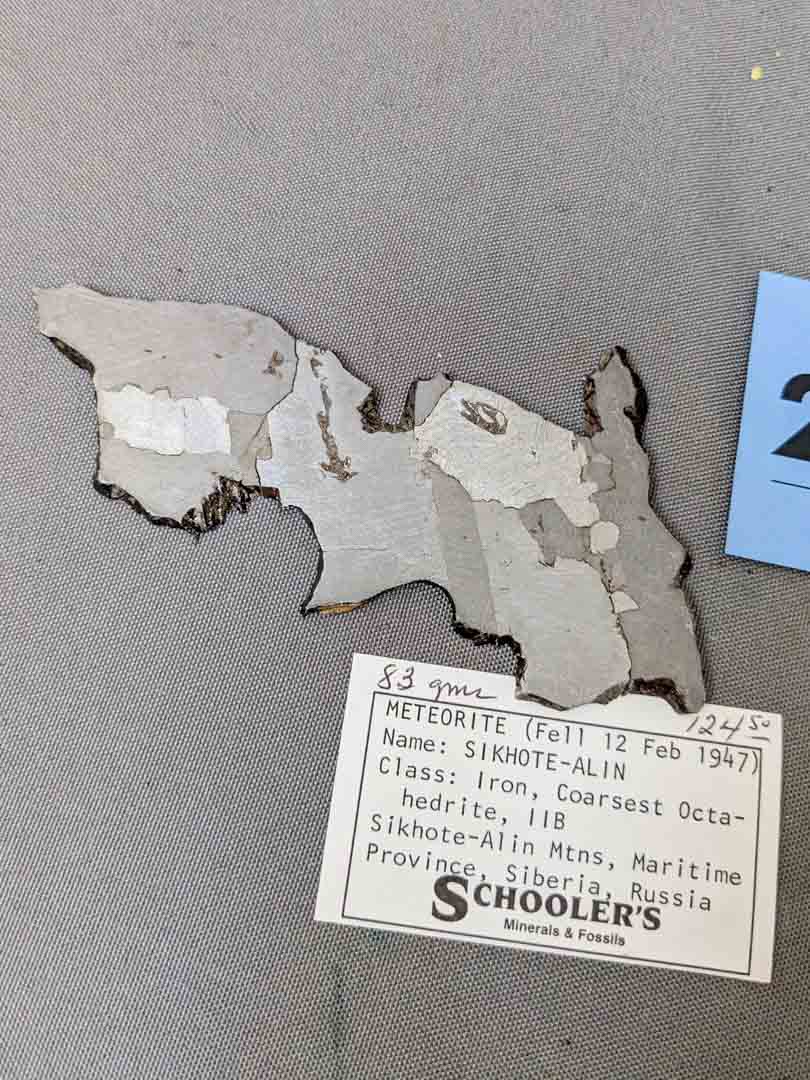 2
83 gms
124 50
METEORITE (Fell 12 Feb 1947)
Name: SIKHOTE-ALIN
Class: Iron, Coarsest Octa-
hedrite, IIB
Sikhote-Alin Mtns, Maritime
Province, Siberia, Russia
SCHOOLER'S
Minerals & Fossils